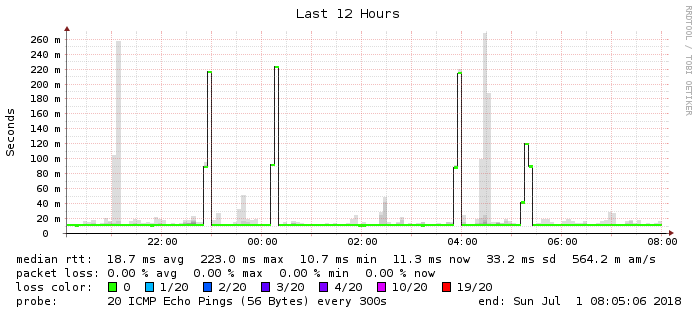 Last 12 Hours
RRDTOOL / TOBI OETIKER
Seconds
260 m
240 m
220 m
200 m
180 m
160 m
140 m
120 m
100 m
80 m
60 m
40 m
20 m
0
22:00 00:00 02:00 04:00 06:00 08:00
median rtt: 18.7 ms avg 223.0 ms max 10.7 ms min 11.3 ms now 33.2 ms sd 564.2 m am/s
packet loss: 0.00 % avg 0.00 % max 0.00 % min 0.00 % now
loss color: 0 1/20 2/20 3/20 4/20 10/20 19/20
probe: 20 ICMP Echo Pings (56 Bytes) every 300s end: Sun Jul 1 08:05:06 2018